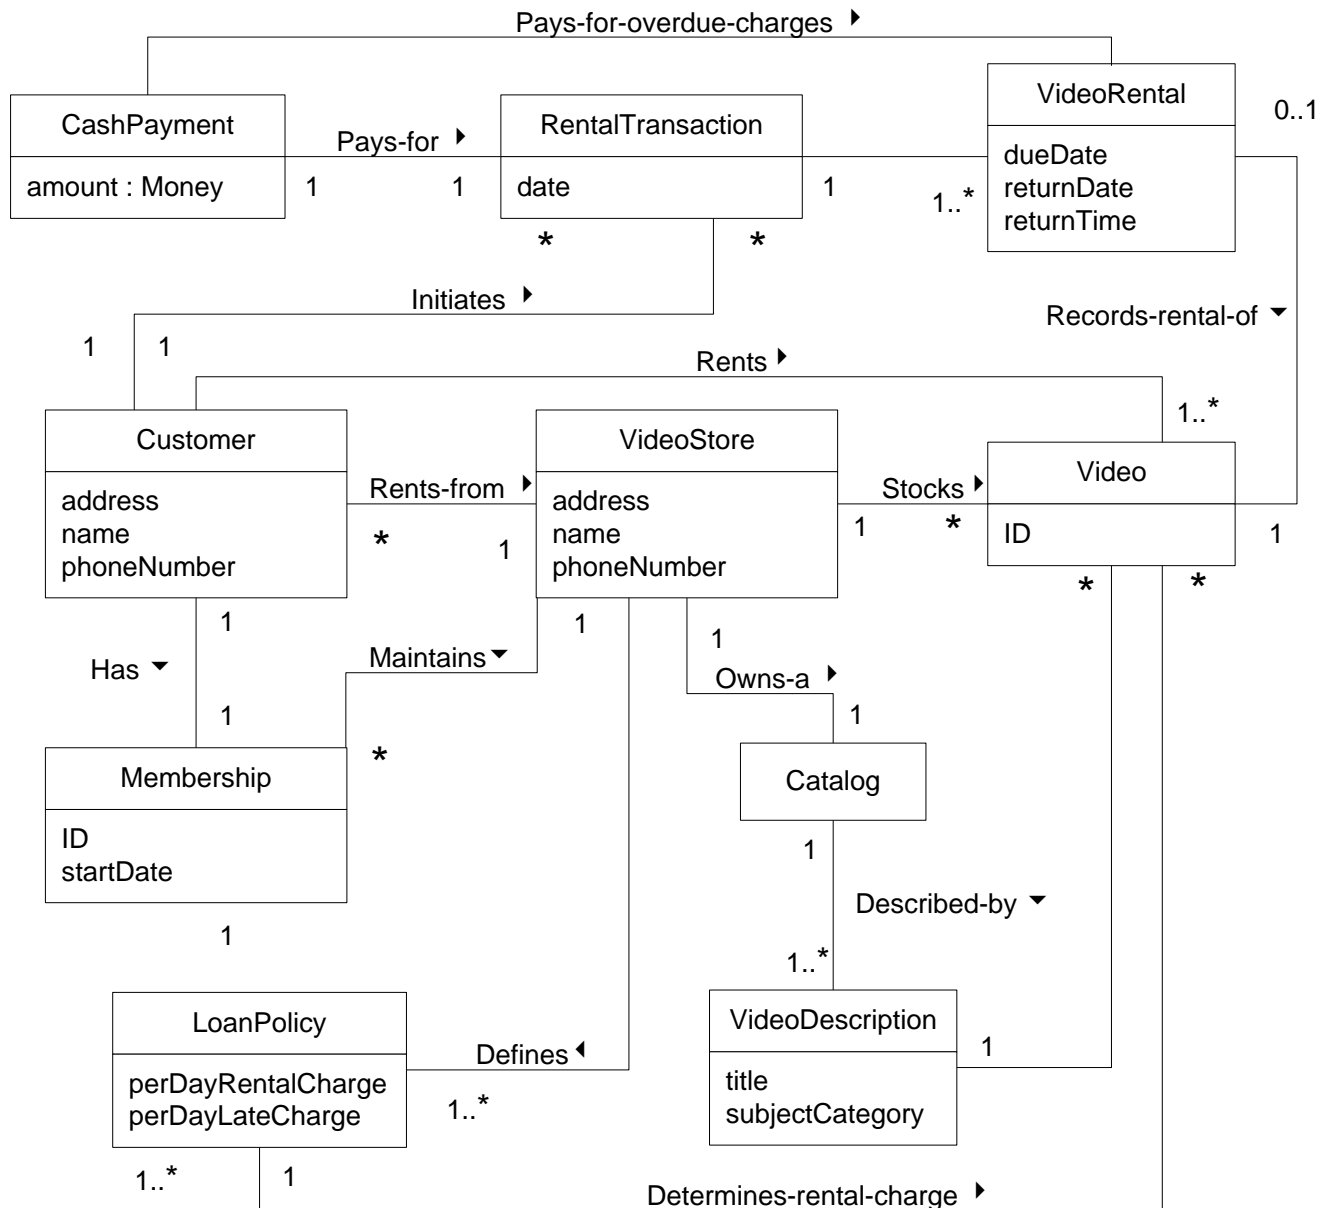 Pays-for-overdue-charges
CashPayment
amount : Money
Pays-for
1
1
RentalTransaction
date
1
1..*
VideoRental
dueDate
returnDate
returnTime
0..1
*
*
Initiates
Records-rental-of
1
1
Rents
1..*
Customer
address
name
phoneNumber
Rents-from
*
1
VideoStore
address
name
phoneNumber
Stocks
1
*
Video
ID
1
*
*
1
1
1
Has
Maintains
Owns-a
1
*
1
Membership
ID
startDate
Catalog
1
1
Described-by
1..*
LoanPolicy
perDayRentalCharge
perDayLateCharge
Defines
1..*
VideoDescription
title
subjectCategory
1
1..*
1
Determines-rental-charge